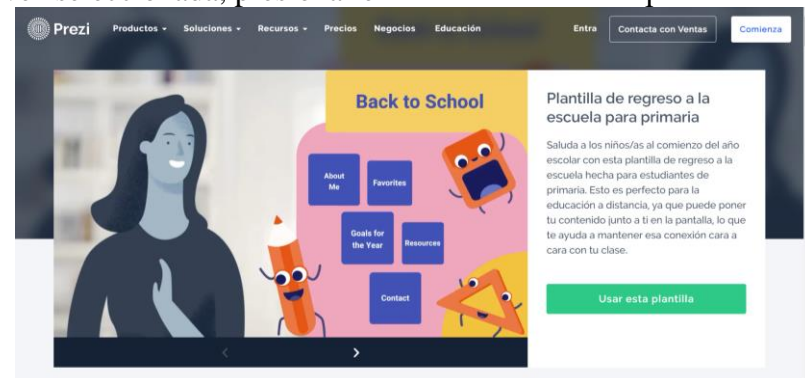 Prezi Productos Soluciones Recursos Precios Negocios Educación Entra Contacta con Ventas Comienza
Back to School
About
Me
Favorites
Goals for
the Year
Resources
Contact
Plantilla de regreso a la
escuela para primaria
Saluda a los niños/as al comienzo del año
escolar con esta plantilla de regreso a la
escuela hecha para estudiantes de
primaria. Esto es perfecto para la
educación a distancia, ya que puede poner
tu contenido junto a ti en la pantalla, lo que
te ayuda a mantener esa conexión cara a
cara con tu clase.
Usar esta plantilla